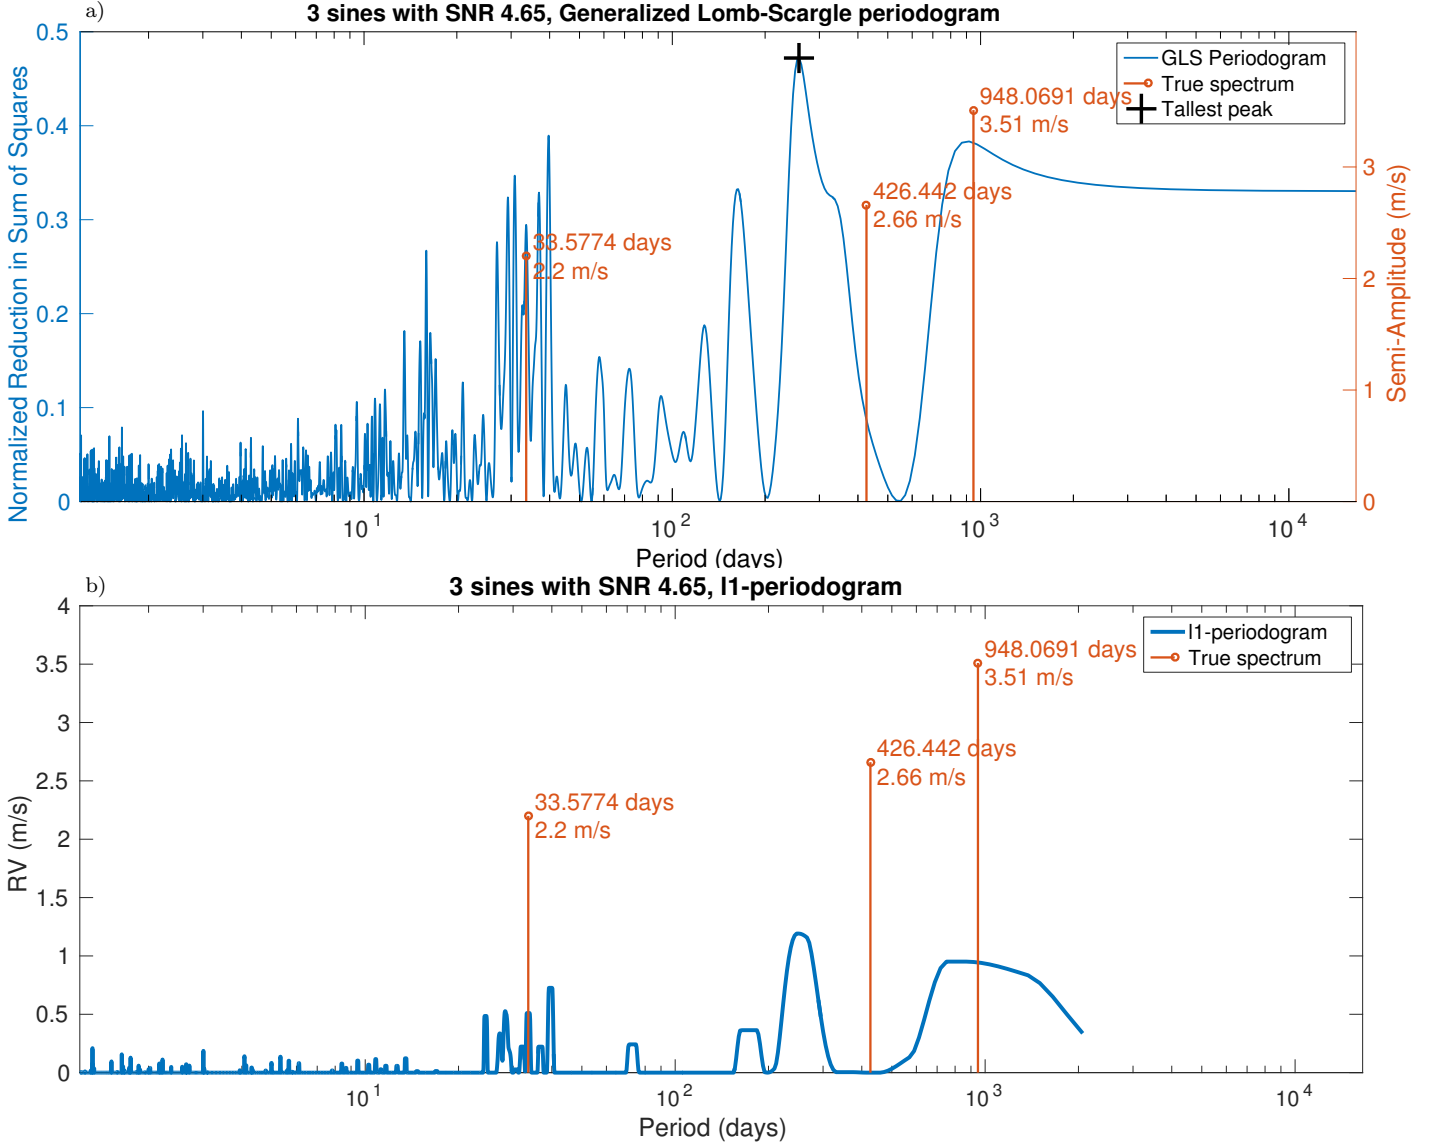 a)
3 sines with SNR 4.65, Generalized Lomb-Scargle periodogram
Normalized Reduction in Sum of Squares
0.5
0.4
0.3
0.2
0.1
0
GLS Periodogram
True spectrum
Tallest peak
948.0691 days
3.51 m/s
426.442 days
2.66 m/s
33.5774 days
2.2 m/s
3
2
1
0
Semi-Amplitude (m/s)
10^1
10^2
10^3
10^4
Period (days)
b)
3 sines with SNR 4.65, l1-periodogram
RV (m/s)
4
3.5
3
2.5
2
1.5
1
0.5
0
l1-periodogram
True spectrum
948.0691 days
3.51 m/s
426.442 days
2.66 m/s
33.5774 days
2.2 m/s
10^1
10^2
10^3
10^4
Period (days)